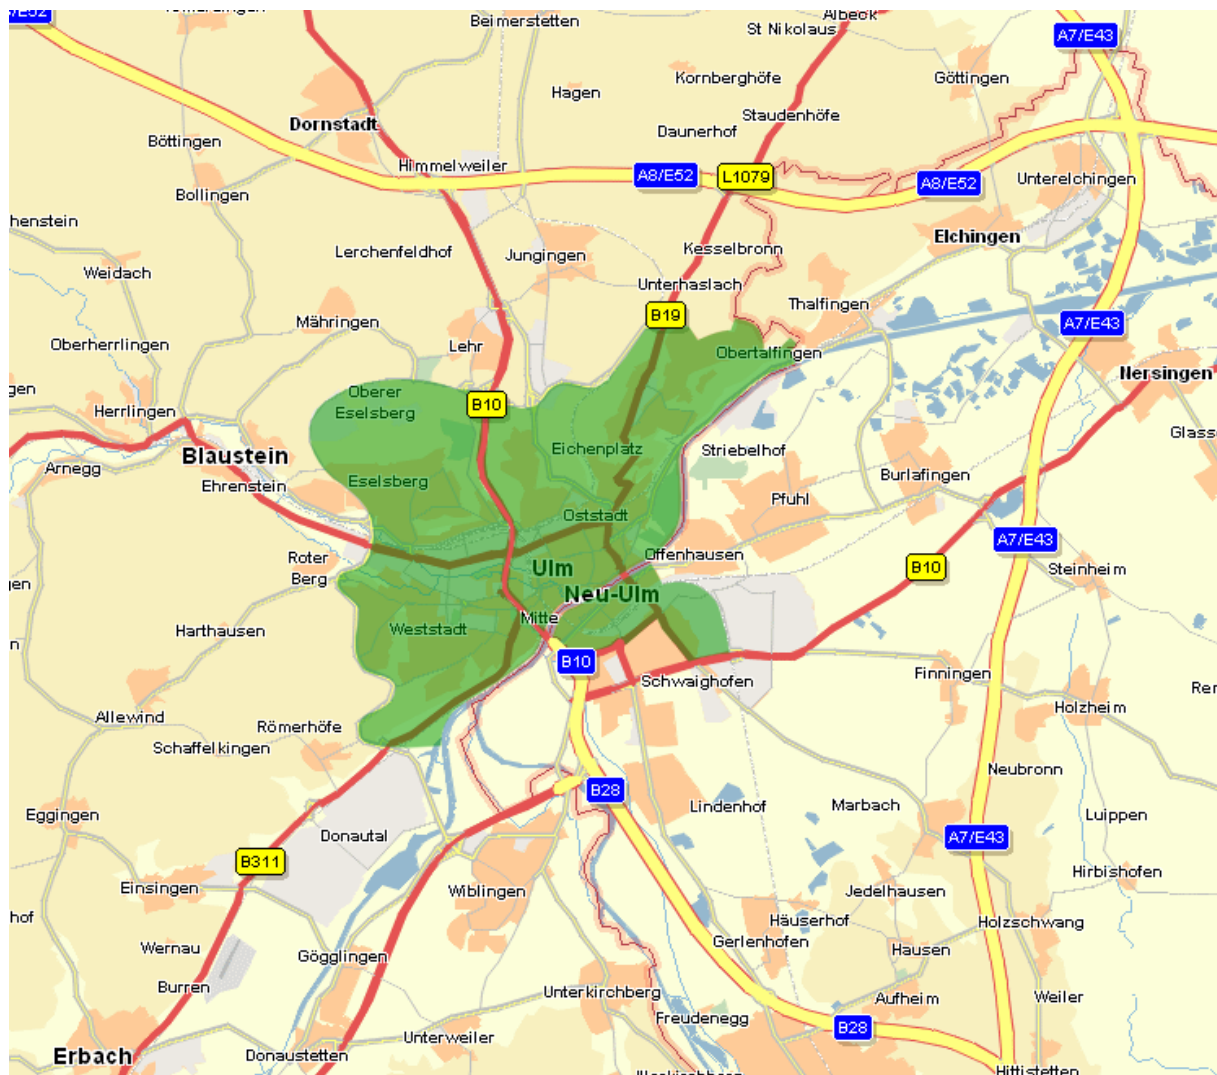 Albeck
A7/E43
Beimerstetten
St Nikolaus
Kornberghöfe
Göttingen
Hagen
Staudenhöfe
Dornstadt
Daunerhof
Böttingen
Himmelweiler
A8/E52
L1079
A8/E52
Unterelchingen
Bollingen
Elchingen
Lerchenfeldhof
Jungingen
Kesselbronn
Weidach
Unterhaslach
Thalfingen
Mähringen
B19
A7/E43
Oberherrlingen
Lehr
Obertalfingen
Nersingen
Oberer
Eselsberg
B10
Herrlingen
Eichenplatz
Striebelhof
Blaustein
Arnegg
Ehrenstein
Eselsberg
Pfuhl
Burlafingen
Oststadt
A7/E43
Roter
Berg
Ulm
Offenhausen
B10
Steinheim
Neu-Ulm
Mitte
Harthausen
Weststadt
B10
Schwaighofen
Finningen
Allewind
Römerhöfe
Holzheim
Schaffelkingen
Neubronn
B28
Lindenhof
Marbach
Eggingen
Luippen
Donautal
A7/E43
B311
Einsingen
Wiblingen
Jedelhausen
Hirbishofen
Häuserhof
Holzschwang
Wernau
Gögglingen
Gerlenhofen
Hausen
Burren
Unterkirchberg
Aufheim
Weiler
Freudenegg
B28
Erbach
Donaustetten
Unterweiler
Hittistetten